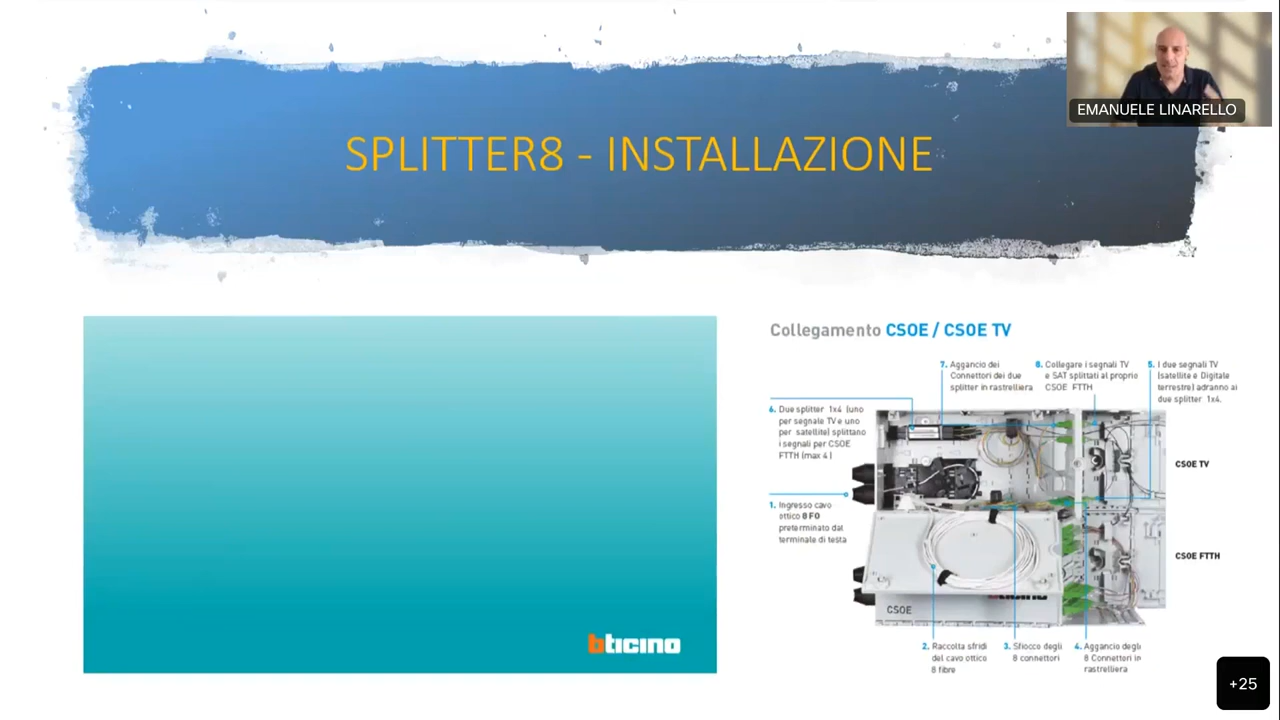 EMANUELE LINARELLO
SPLITTER8 - INSTALLAZIONE
bticino
Collegamento CSOE / CSOE TV
7. Aggancio dei
Connettori dei due
splitter in rastrelliera
8. Collegare i segnali TV
e SAT splittati al proprio
CSOE FTTH
5. I due segnali TV
(satellite e Digitale
terrestre) adranno ai
due splitter 1x4.
6. Due splitter 1x4 (uno
per segnale TV e uno
per satellite) splittano
i segnali per CSOE
FTTH (max 4)
CSOE TV
1. Ingresso cavo
ottico 8 FO
preterminato dal
terminale di testa
CSOE FTTH
CSOE
2. Raccolta sfridi
del cavo ottico
8 fibre
3. Sfiocco degli
8 connettori
4. Aggancio degli
8 Connettori in
rastrelliera
+25